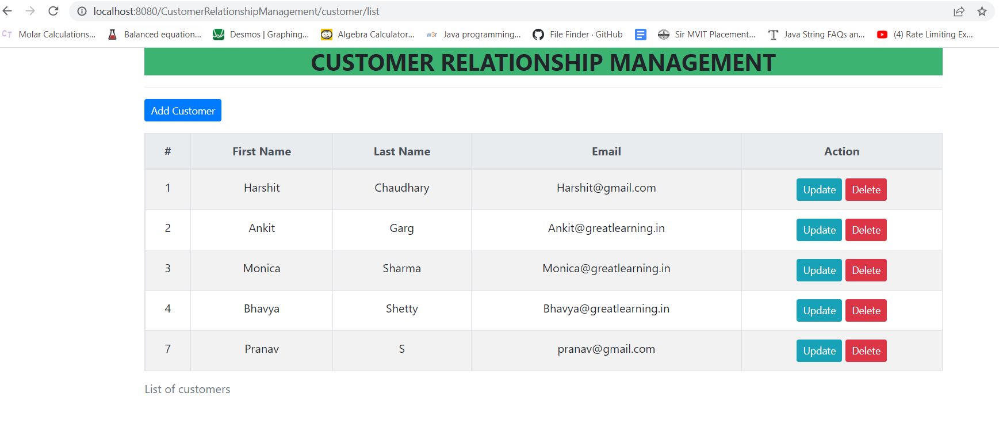 localhost:8080/CustomerRelationshipManagement/customer/list
CT Molar Calculations... Balanced equation... Desmos | Graphing... Algebra Calculator... w3r Java programming... File Finder · GitHub Sir MVIT Placement... T Java String FAQs an... (4) Rate Limiting Ex...
CUSTOMER RELATIONSHIP MANAGEMENT
Add Customer
# First Name Last Name Email Action
1 Harshit Chaudhary Harshit@gmail.com Update Delete
2 Ankit Garg Ankit@greatlearning.in Update Delete
3 Monica Sharma Monica@greatlearning.in Update Delete
4 Bhavya Shetty Bhavya@greatlearning.in Update Delete
7 Pranav S pranav@gmail.com Update Delete
List of customers